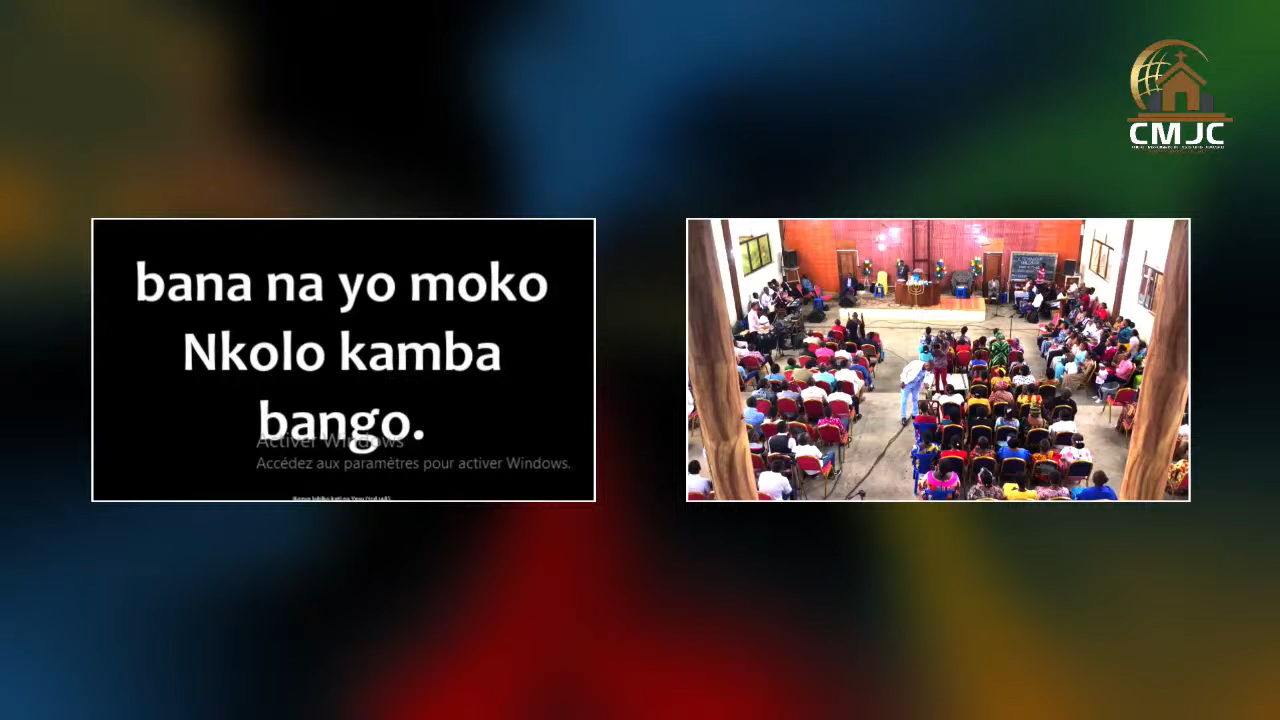 CMJC
bana na yo moko
Nkolo kamba
bango.
Activer Windows
Accédez aux paramètres pour activer Windows.